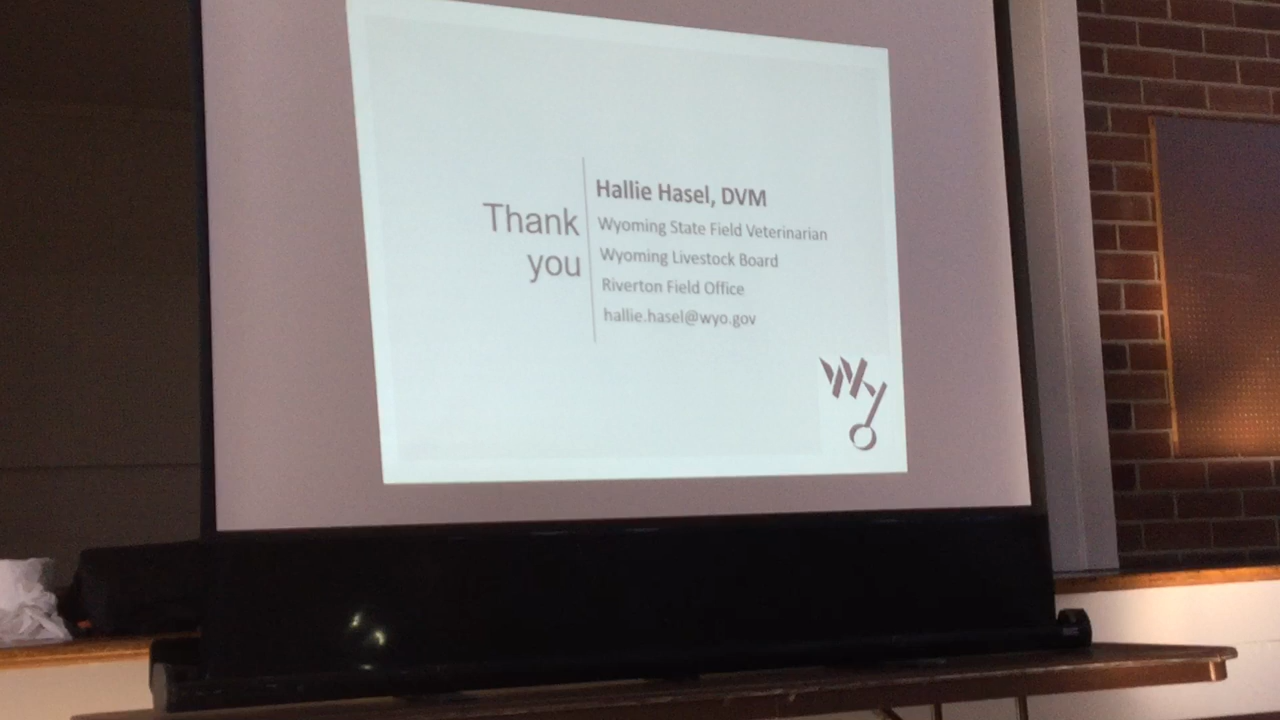 Thank
you
Hallie Hasel, DVM
Wyoming State Field Veterinarian
Wyoming Livestock Board
Riverton Field Office
hallie.hasel@wyo.gov
Wy